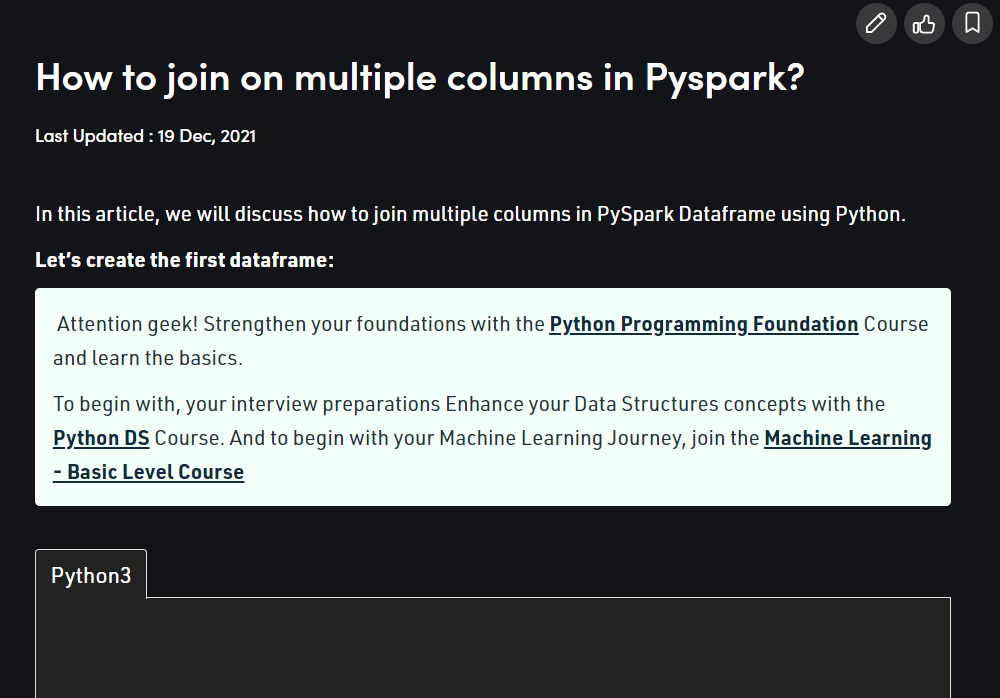 How to join on multiple columns in Pyspark?
Last Updated : 19 Dec, 2021
In this article, we will discuss how to join multiple columns in PySpark Dataframe using Python.
Let’s create the first dataframe:
Attention geek! Strengthen your foundations with the Python Programming Foundation Course
and learn the basics.
To begin with, your interview preparations Enhance your Data Structures concepts with the
Python DS Course. And to begin with your Machine Learning Journey, join the Machine Learning
- Basic Level Course
Python3